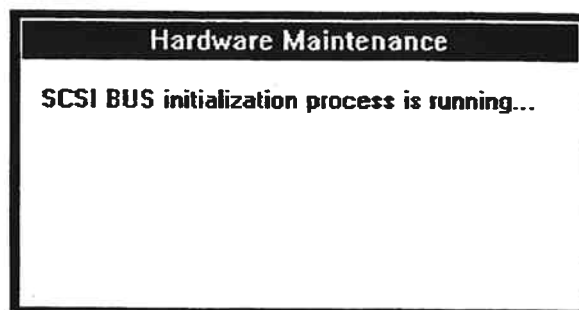 Hardware Maintenance
SCSI BUS initialization process is running...